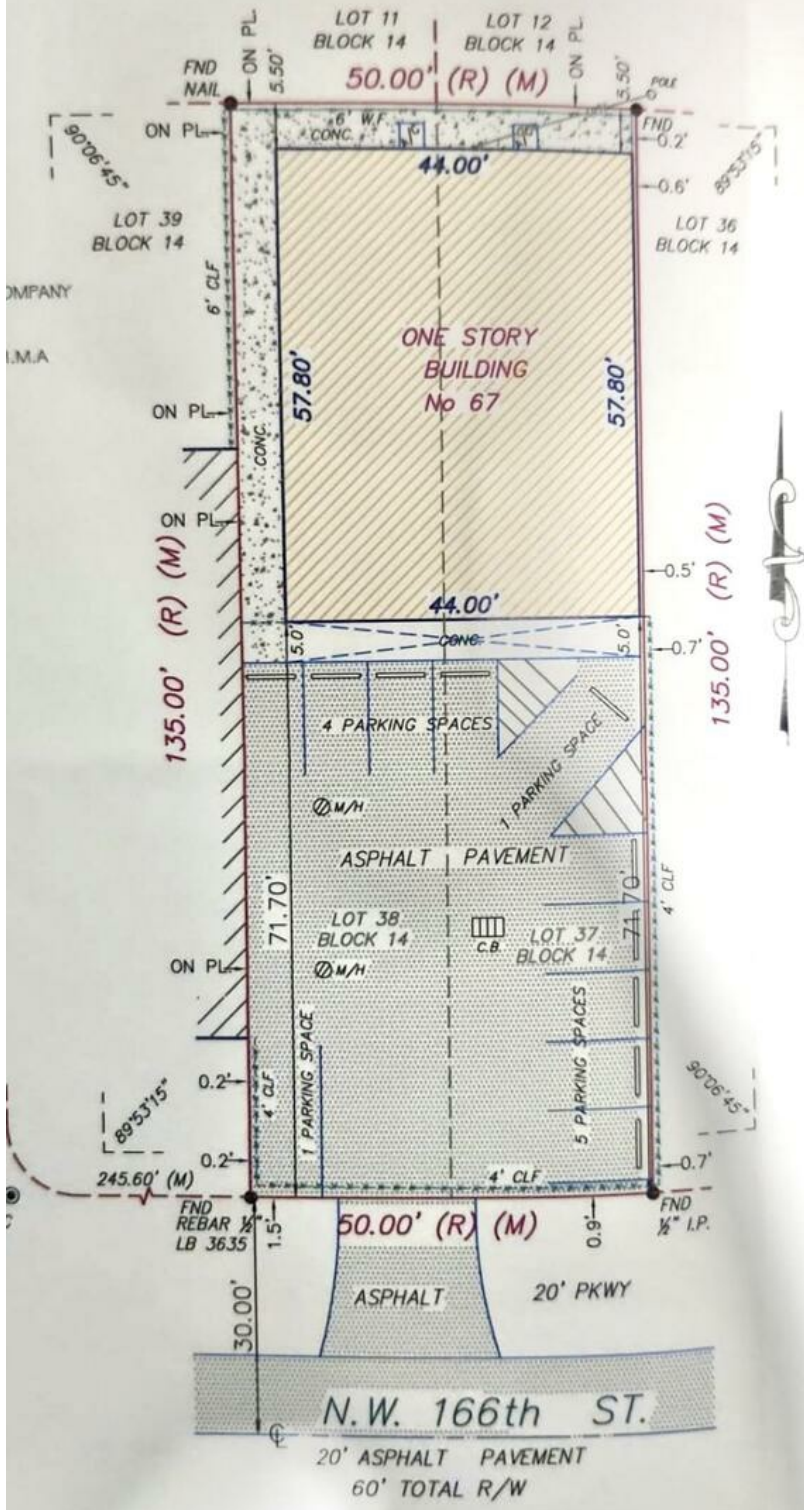 LOT 11
BLOCK 14
LOT 12
BLOCK 14
ON PL.
ON PL.
FND
NAIL
5.50'
50.00' (R) (M)
5.50'
POLE
6' W.F.
CONC.
FND
ON PL
0.2'
90°06'45"
89°53'15"
44.00'
0.6'
LOT 39
BLOCK 14
LOT 36
BLOCK 14
6' CLF
OMPANY
.M.A
ONE STORY
BUILDING
No 67
57.80'
57.80'
ON PL
CONC.
ON PL
135.00' (R) (M)
135.00' (R) (M)
0.5'
44.00'
5.0'
CONC.
5.0'
0.7'
4 PARKING SPACES
1 PARKING SPACE
M/H
ASPHALT PAVEMENT
4' CLF
71.70'
71.70'
LOT 38
BLOCK 14
C.B.
LOT 37
BLOCK 14
ON PL
M/H
1 PARKING SPACE
5 PARKING SPACES
0.2'
4' CLF
89°53'15"
90°06'45"
0.2'
4' CLF
0.7'
245.60' (M)
FND
REBAR ½"
LB 3635
1.5'
50.00' (R) (M)
0.9'
FND
½" I.P.
30.00'
ASPHALT
20' PKWY
N.W. 166th ST.
20' ASPHALT PAVEMENT
60' TOTAL R/W